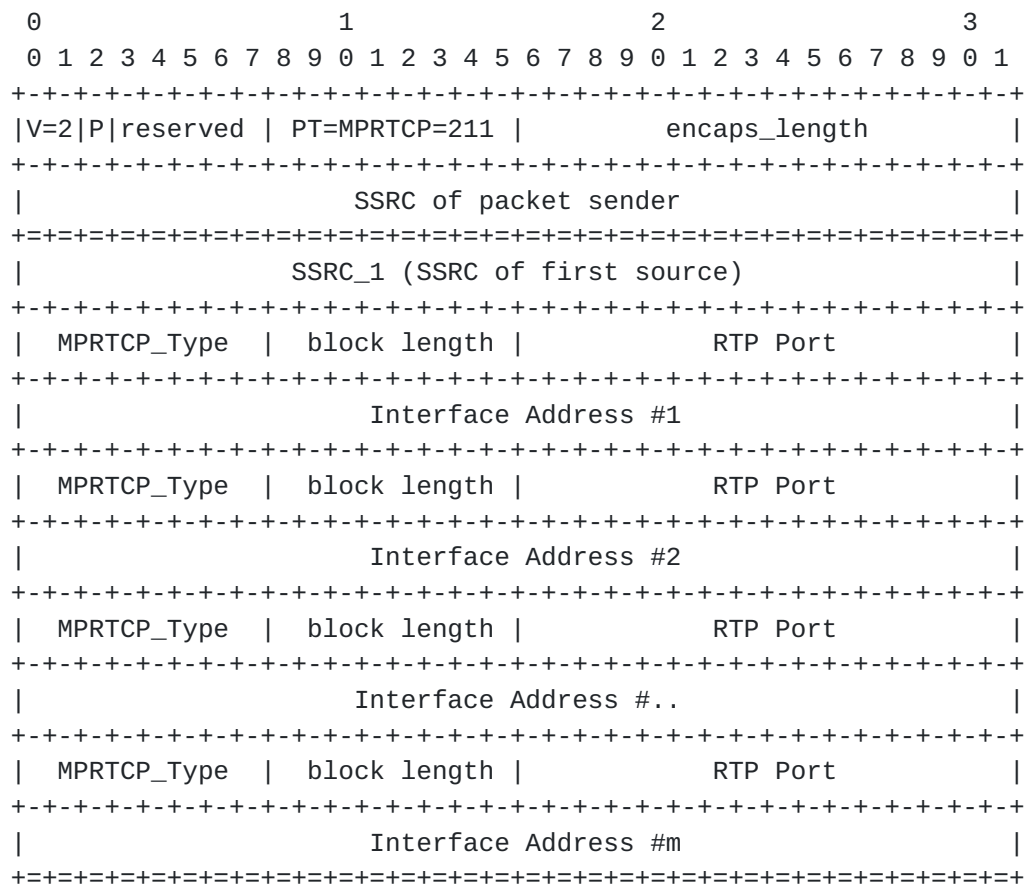 0                   1                   2                   3
 0 1 2 3 4 5 6 7 8 9 0 1 2 3 4 5 6 7 8 9 0 1 2 3 4 5 6 7 8 9 0 1
+-+-+-+-+-+-+-+-+-+-+-+-+-+-+-+-+-+-+-+-+-+-+-+-+-+-+-+-+-+-+-+-+
|V=2|P|reserved | PT=MPRTCP=211 |         encaps_length         |
+-+-+-+-+-+-+-+-+-+-+-+-+-+-+-+-+-+-+-+-+-+-+-+-+-+-+-+-+-+-+-+-+
|                     SSRC of packet sender                     |
+=+=+=+=+=+=+=+=+=+=+=+=+=+=+=+=+=+=+=+=+=+=+=+=+=+=+=+=+=+=+=+=+
|                 SSRC_1 (SSRC of first source)                 |
+-+-+-+-+-+-+-+-+-+-+-+-+-+-+-+-+-+-+-+-+-+-+-+-+-+-+-+-+-+-+-+-+
|  MPRTCP_Type  |  block length |            RTP Port           |
+-+-+-+-+-+-+-+-+-+-+-+-+-+-+-+-+-+-+-+-+-+-+-+-+-+-+-+-+-+-+-+-+
|                      Interface Address #1                     |
+-+-+-+-+-+-+-+-+-+-+-+-+-+-+-+-+-+-+-+-+-+-+-+-+-+-+-+-+-+-+-+-+
|  MPRTCP_Type  |  block length |            RTP Port           |
+-+-+-+-+-+-+-+-+-+-+-+-+-+-+-+-+-+-+-+-+-+-+-+-+-+-+-+-+-+-+-+-+
|                      Interface Address #2                     |
+-+-+-+-+-+-+-+-+-+-+-+-+-+-+-+-+-+-+-+-+-+-+-+-+-+-+-+-+-+-+-+-+
|  MPRTCP_Type  |  block length |            RTP Port           |
+-+-+-+-+-+-+-+-+-+-+-+-+-+-+-+-+-+-+-+-+-+-+-+-+-+-+-+-+-+-+-+-+
|                     Interface Address #..                     |
+-+-+-+-+-+-+-+-+-+-+-+-+-+-+-+-+-+-+-+-+-+-+-+-+-+-+-+-+-+-+-+-+
|  MPRTCP_Type  |  block length |            RTP Port           |
+-+-+-+-+-+-+-+-+-+-+-+-+-+-+-+-+-+-+-+-+-+-+-+-+-+-+-+-+-+-+-+-+
|                      Interface Address #m                     |
+=+=+=+=+=+=+=+=+=+=+=+=+=+=+=+=+=+=+=+=+=+=+=+=+=+=+=+=+=+=+=+=+